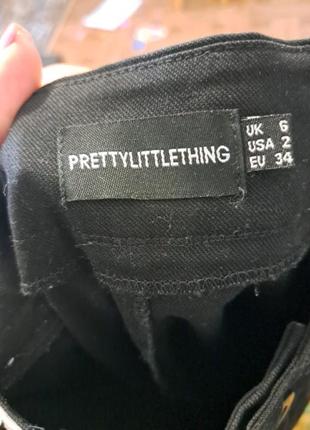 PRETTYLITTLETHING
UK 6
USA 2
EU 34